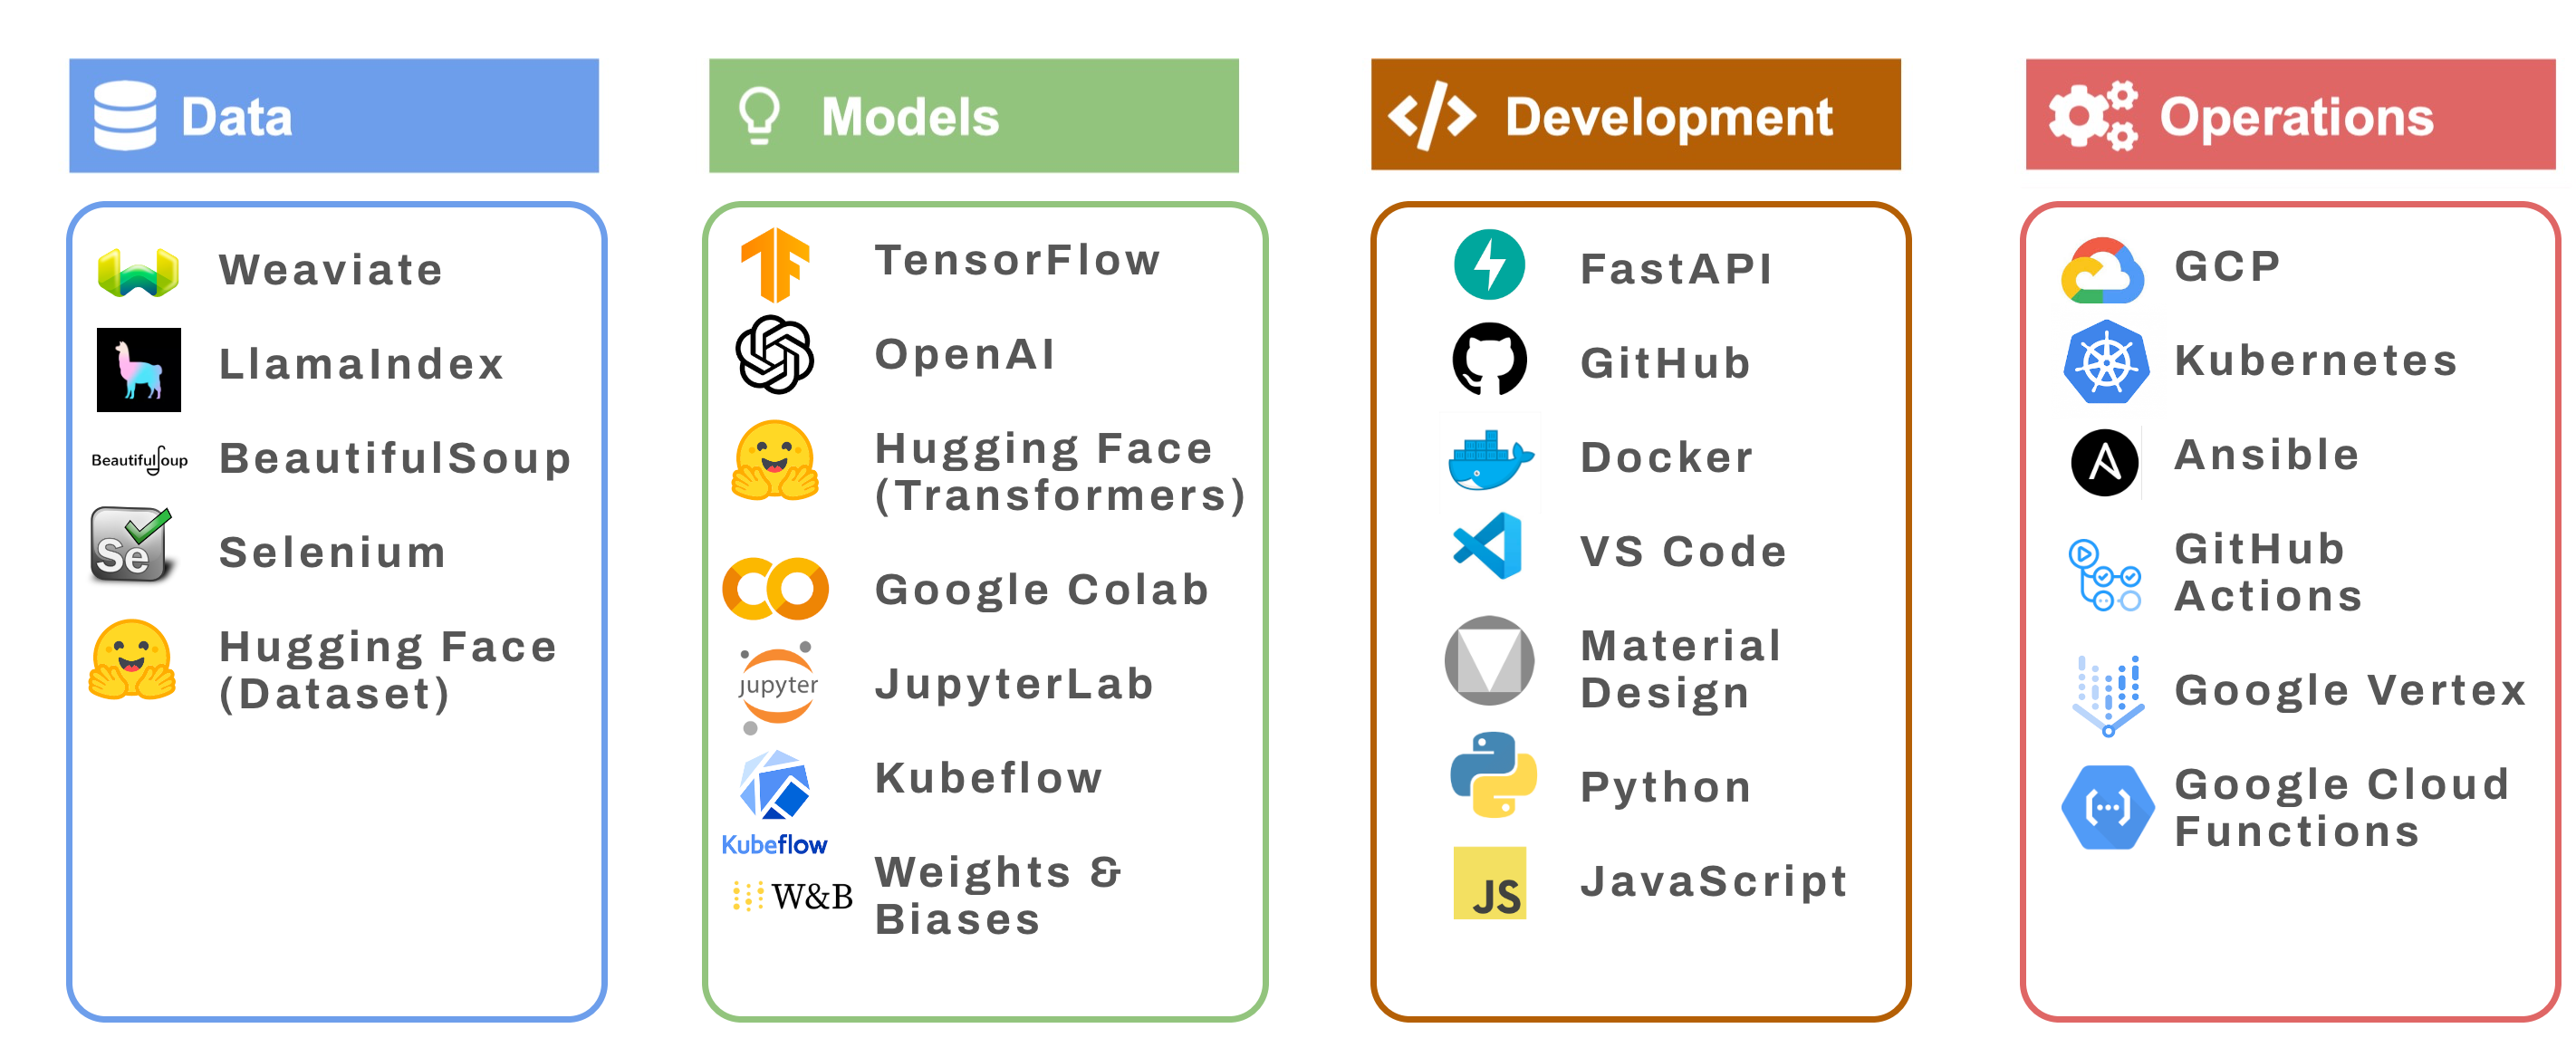 Data
Weaviate
LlamaIndex
BeautifulSoup BeautifulSoup
Se Selenium
Hugging Face
(Dataset)
Models
TensorFlow
OpenAI
Hugging Face
(Transformers)
Google Colab
jupyter JupyterLab
Kubeflow
Kubeflow
Weights &
W&B
Biases
</> Development
FastAPI
GitHub
Docker
VS Code
Material
Design
Python
JS JavaScript
Operations
GCP
Kubernetes
A Ansible
GitHub
Actions
Google Vertex
Google Cloud
Functions